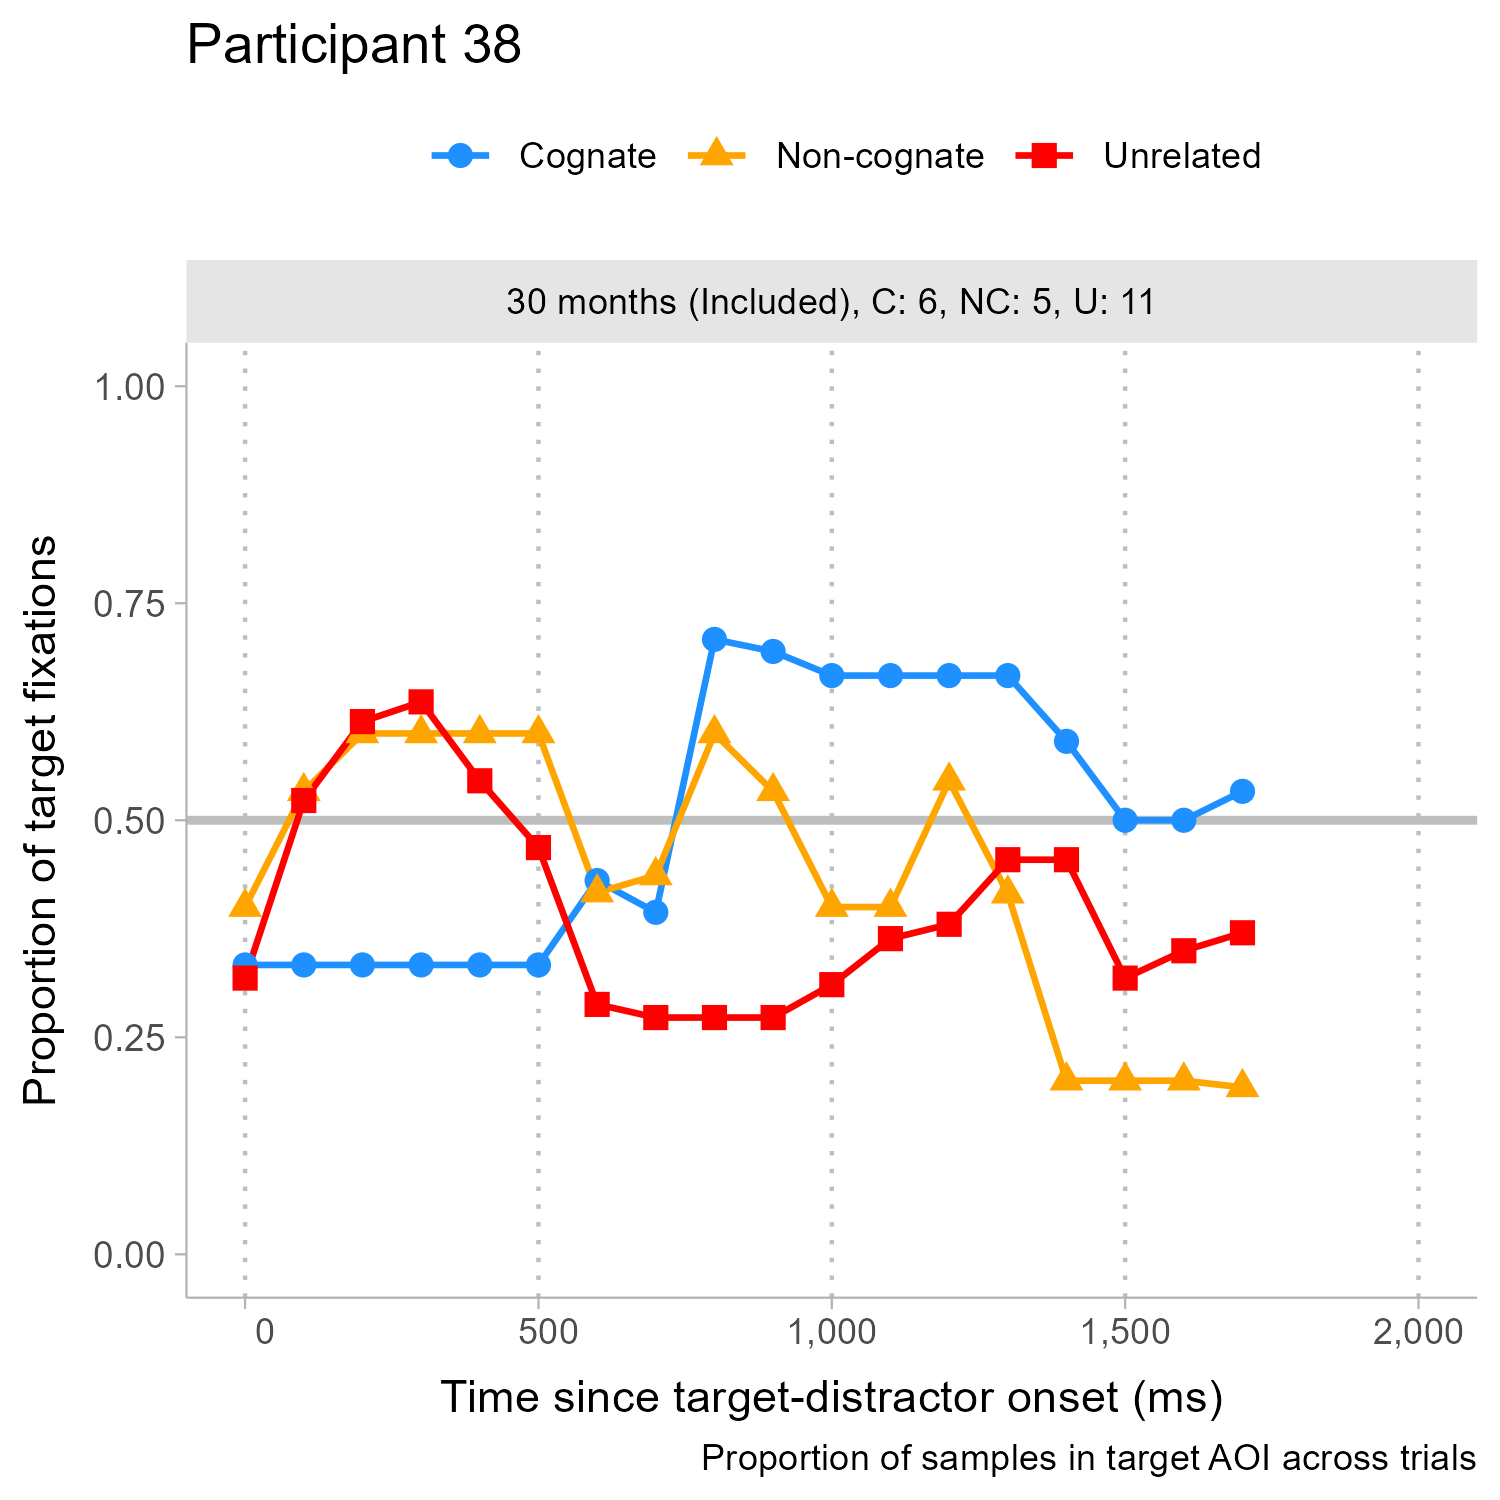 Participant 38
Cognate Non-cognate Unrelated
30 months (Included), C: 6, NC: 5, U: 11
1.00
0.75
0.50
0.25
0.00
Proportion of target fixations
0 500 1,000 1,500 2,000
Time since target-distractor onset (ms)
Proportion of samples in target AOI across trials